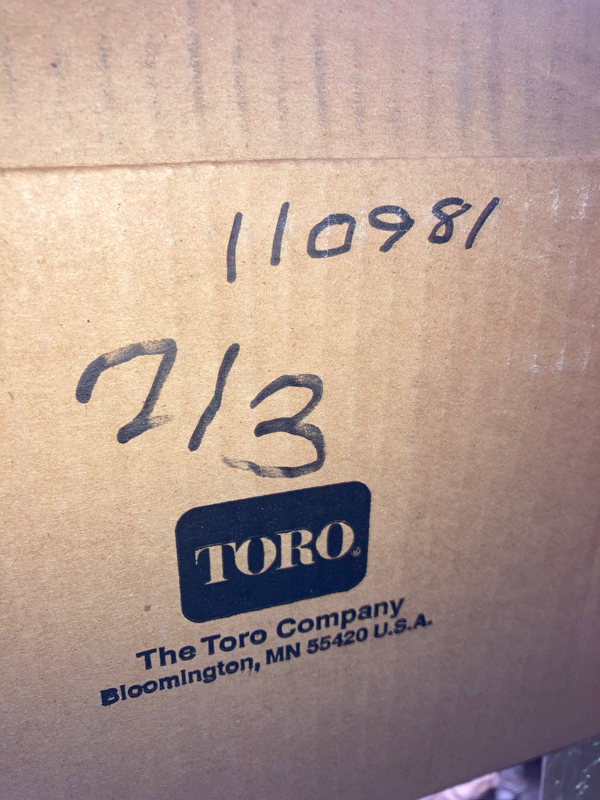 110981
7/3
TORO
The Toro Company
Bloomington, MN 55420 U.S.A.